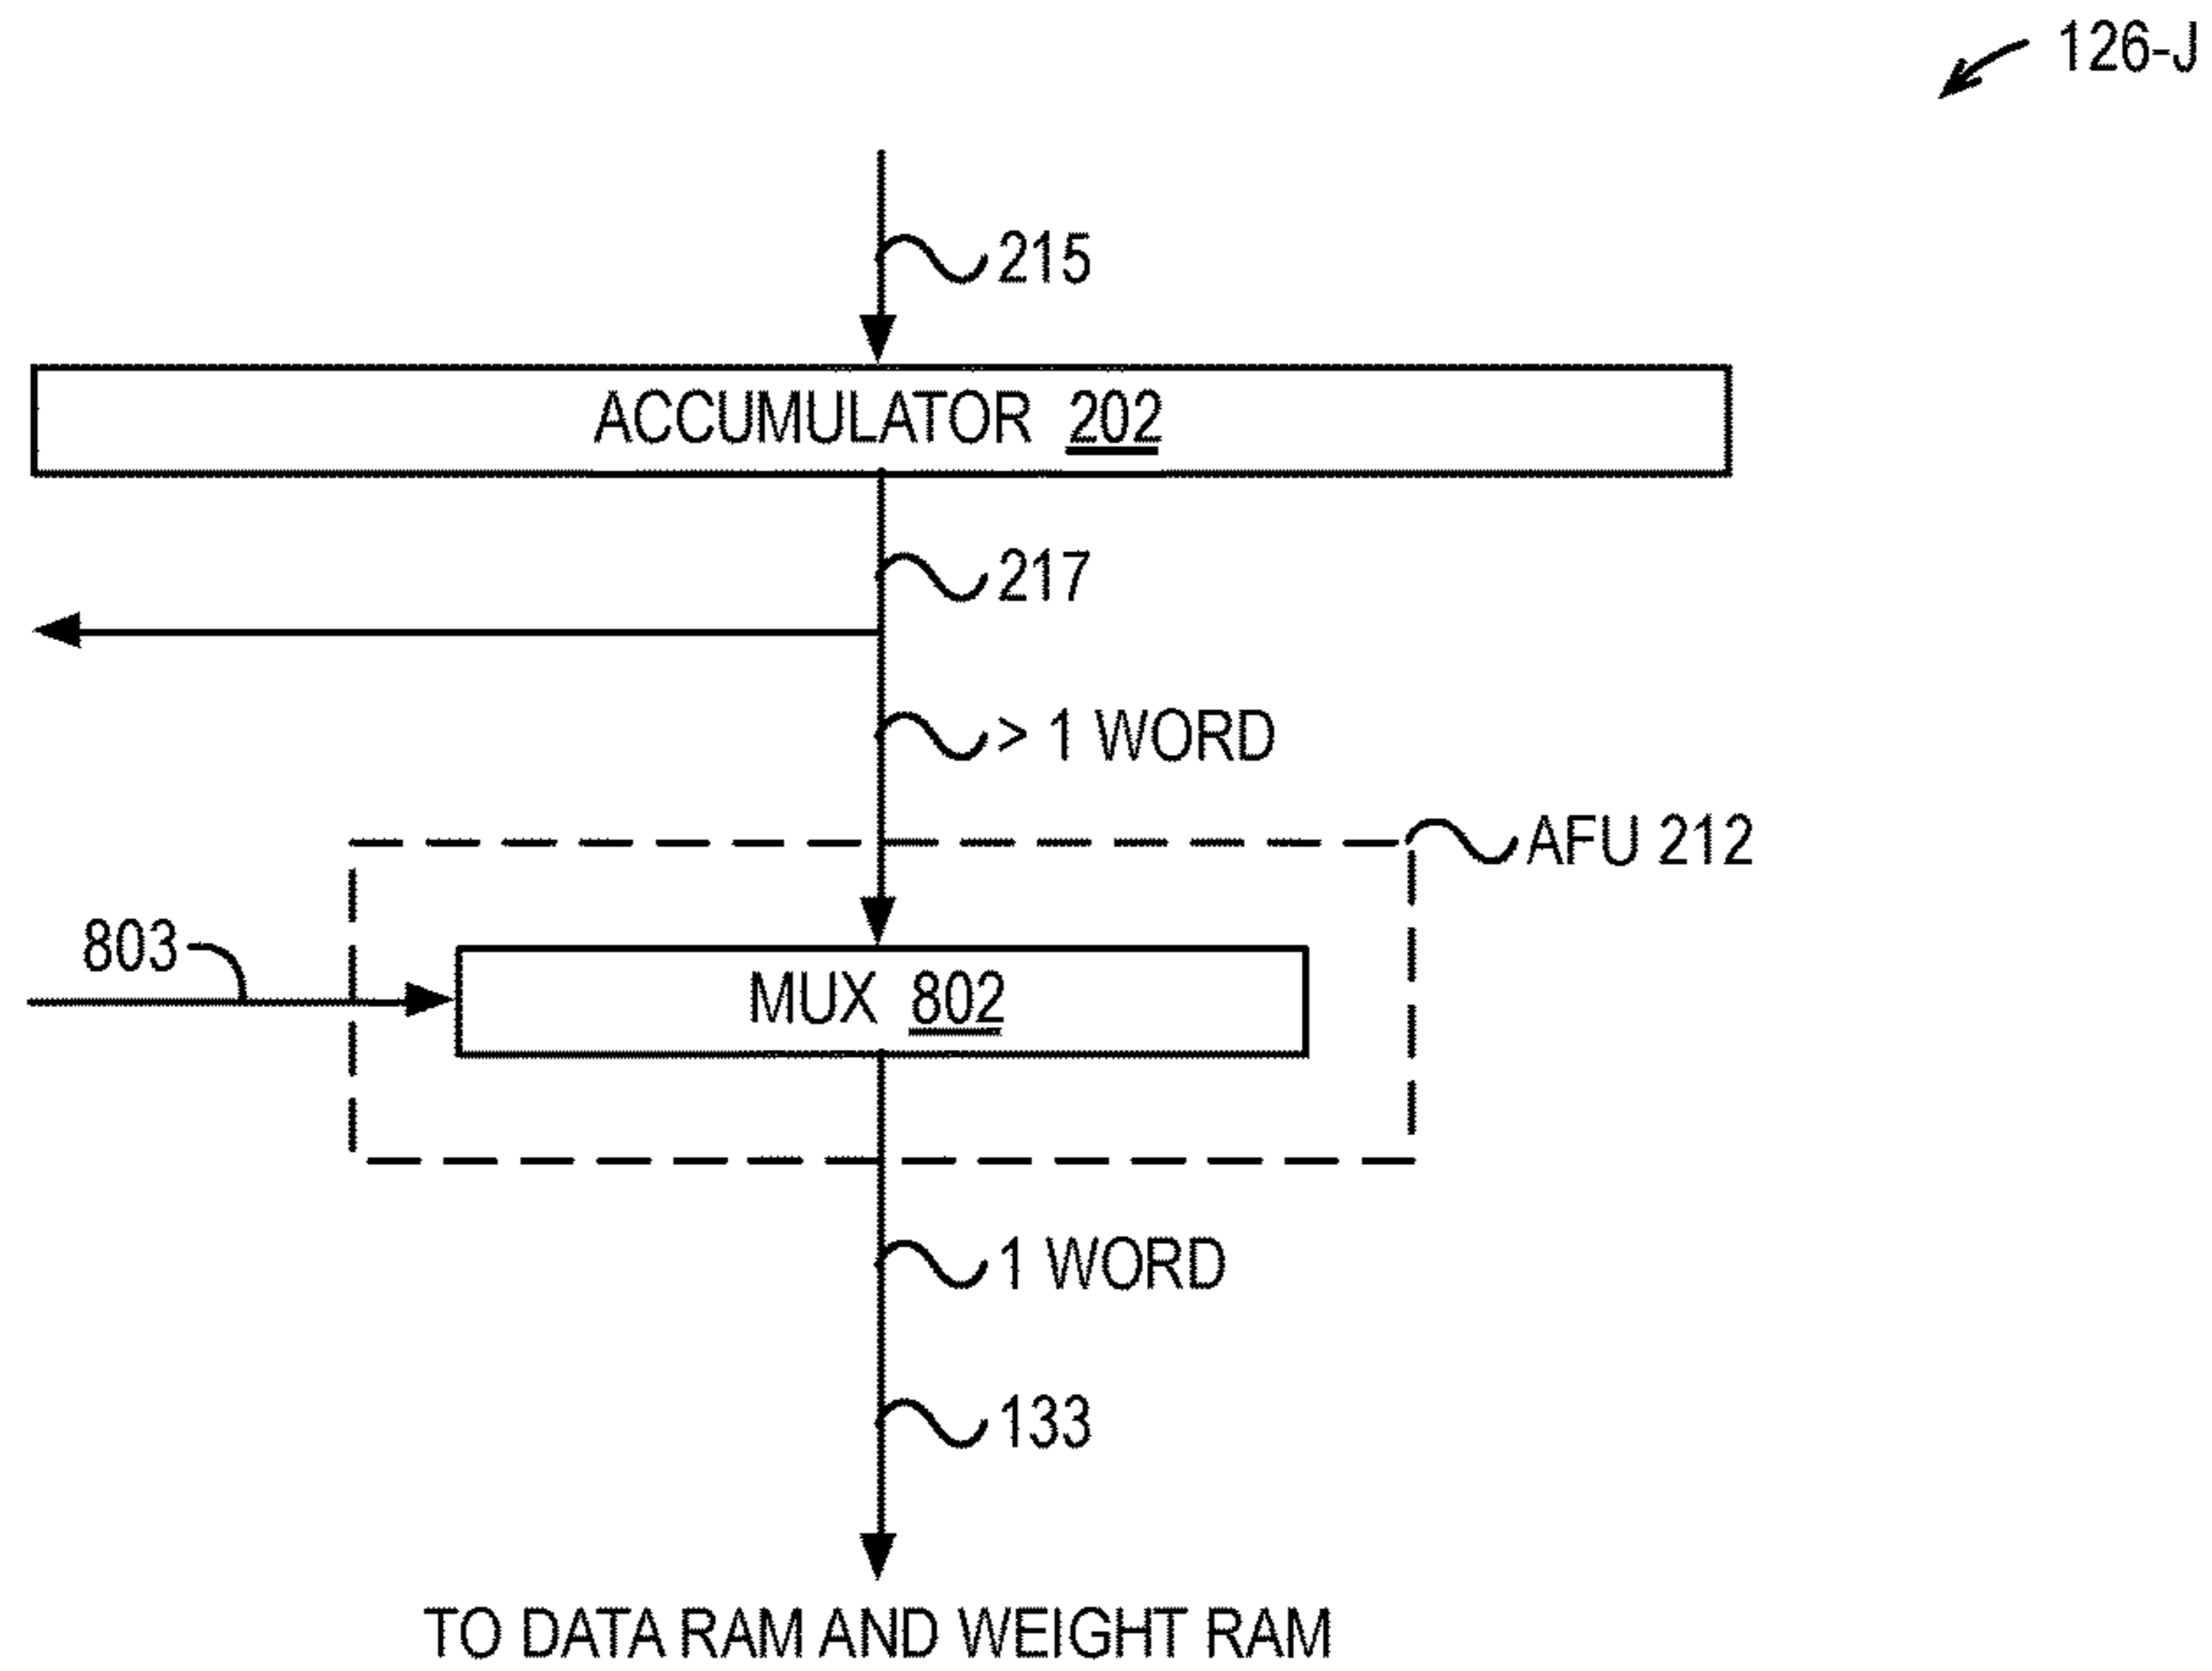 126-J
215
ACCUMULATOR 202
217
> 1 WORD
AFU 212
803
MUX 802
1 WORD
133
TO DATA RAM AND WEIGHT RAM